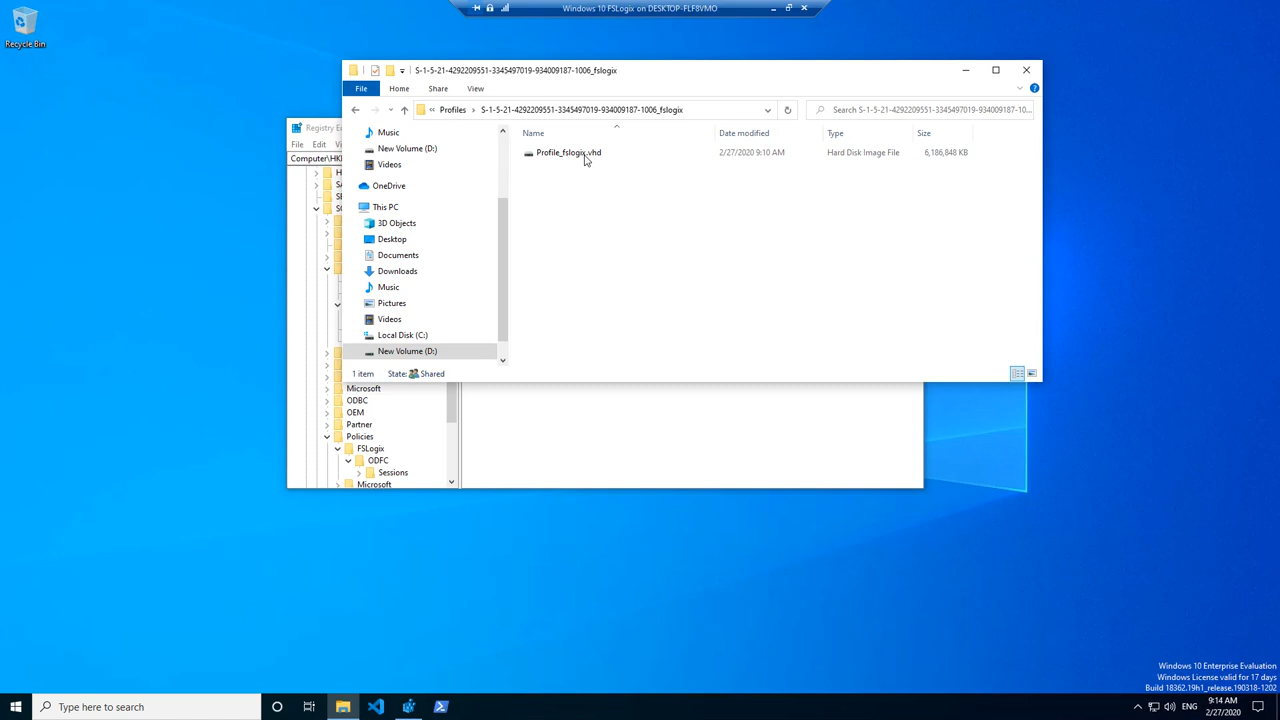 Windows 10 FSLogix on DESKTOP-FLF8VMO
Recycle Bin
S-1-5-21-4292209551-3345497019-934009187-1006_fslogix
File Home Share View
Profiles S-1-5-21-4292209551-3345497019-934009187-1006_fslogix
Search S-1-5-21-4292209551-3345497019-934009187-10...
Name Date modified Type Size
Profile_fslogix.vhd 2/27/2020 9:10 AM Hard Disk Image File 6,186,848 KB
Music
New Volume (D:)
Videos
OneDrive
This PC
3D Objects
Desktop
Documents
Downloads
Music
Pictures
Videos
Local Disk (C:)
New Volume (D:)
1 item State: Shared
Registry E
File Edit Vi
Computer\HK
Microsoft
ODBC
OEM
Partner
Policies
FSLogix
ODFC
Sessions
Microsoft
Windows 10 Enterprise Evaluation
Windows License valid for 17 days
Build 18362.19h1_release.190318-1202
Type here to search
ENG
9:14 AM
2/27/2020